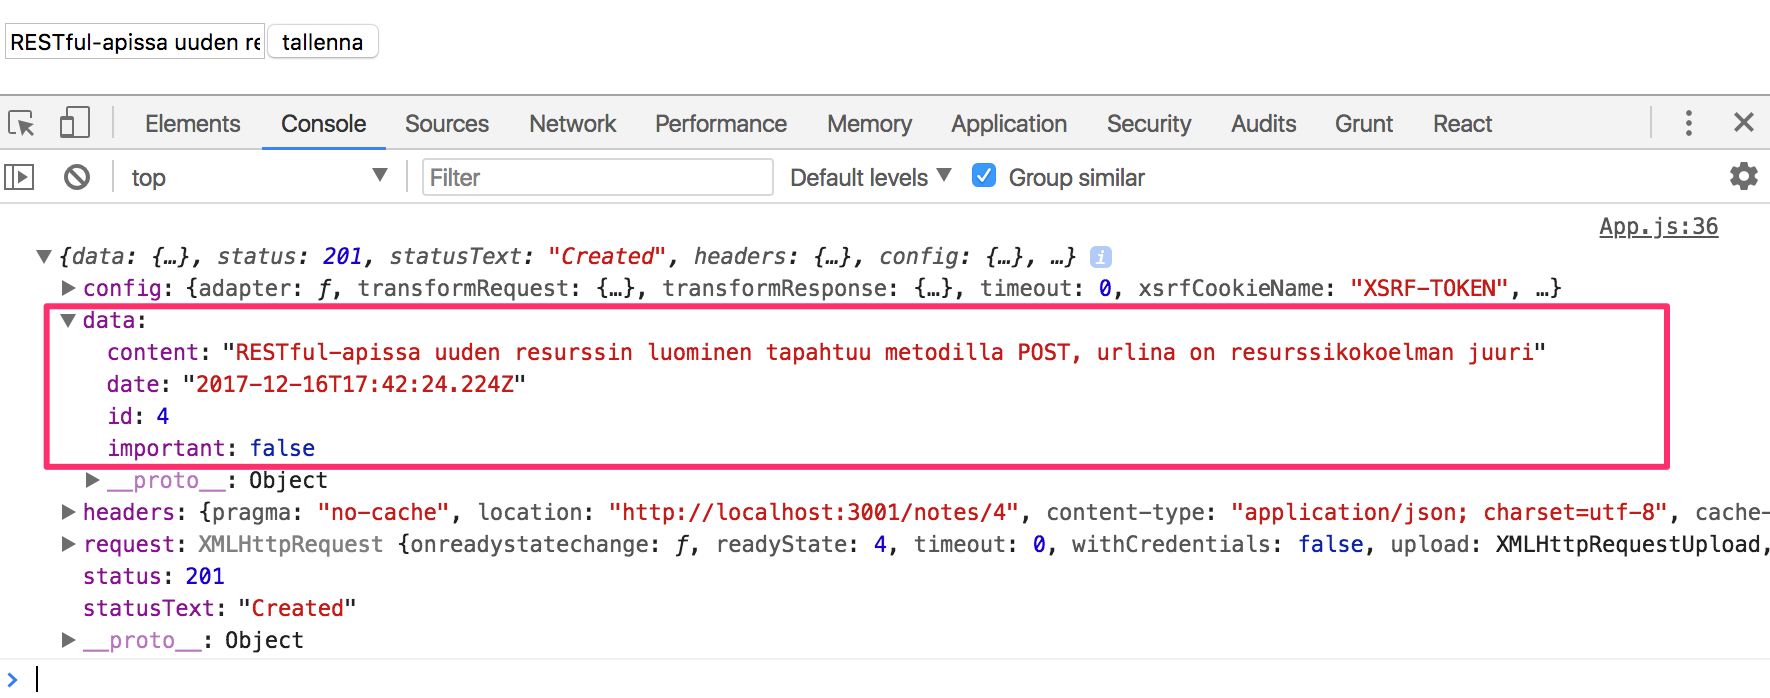 RESTful-apissa uuden re tallenna
Elements Console Sources Network Performance Memory Application Security Audits Grunt React
top Filter Default levels Group similar
App.js:36
{data: {…}, status: 201, statusText: "Created", headers: {…}, config: {…}, …} i
config: {adapter: ƒ, transformRequest: {…}, transformResponse: {…}, timeout: 0, xsrfCookieName: "XSRF-TOKEN", …}
data:
content: "RESTful-apissa uuden resurssin luominen tapahtuu metodilla POST, urlina on resurssikokoelman juuri"
date: "2017-12-16T17:42:24.224Z"
id: 4
important: false
__proto__: Object
headers: {pragma: "no-cache", location: "http://localhost:3001/notes/4", content-type: "application/json; charset=utf-8", cache-
request: XMLHttpRequest {onreadystatechange: ƒ, readyState: 4, timeout: 0, withCredentials: false, upload: XMLHttpRequestUpload,
status: 201
statusText: "Created"
__proto__: Object